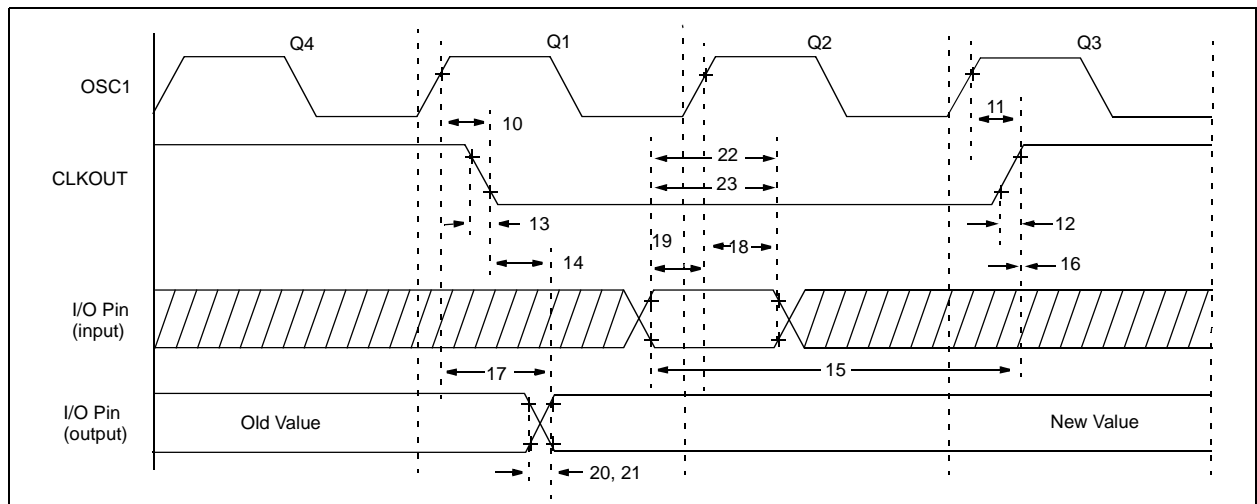 Q4 Q1 Q2 Q3
OSC1
10 11
22
CLKOUT
23
13 12
19 18
14 16
I/O Pin
(input)
17 15
I/O Pin
(output)
Old Value New Value
20, 21